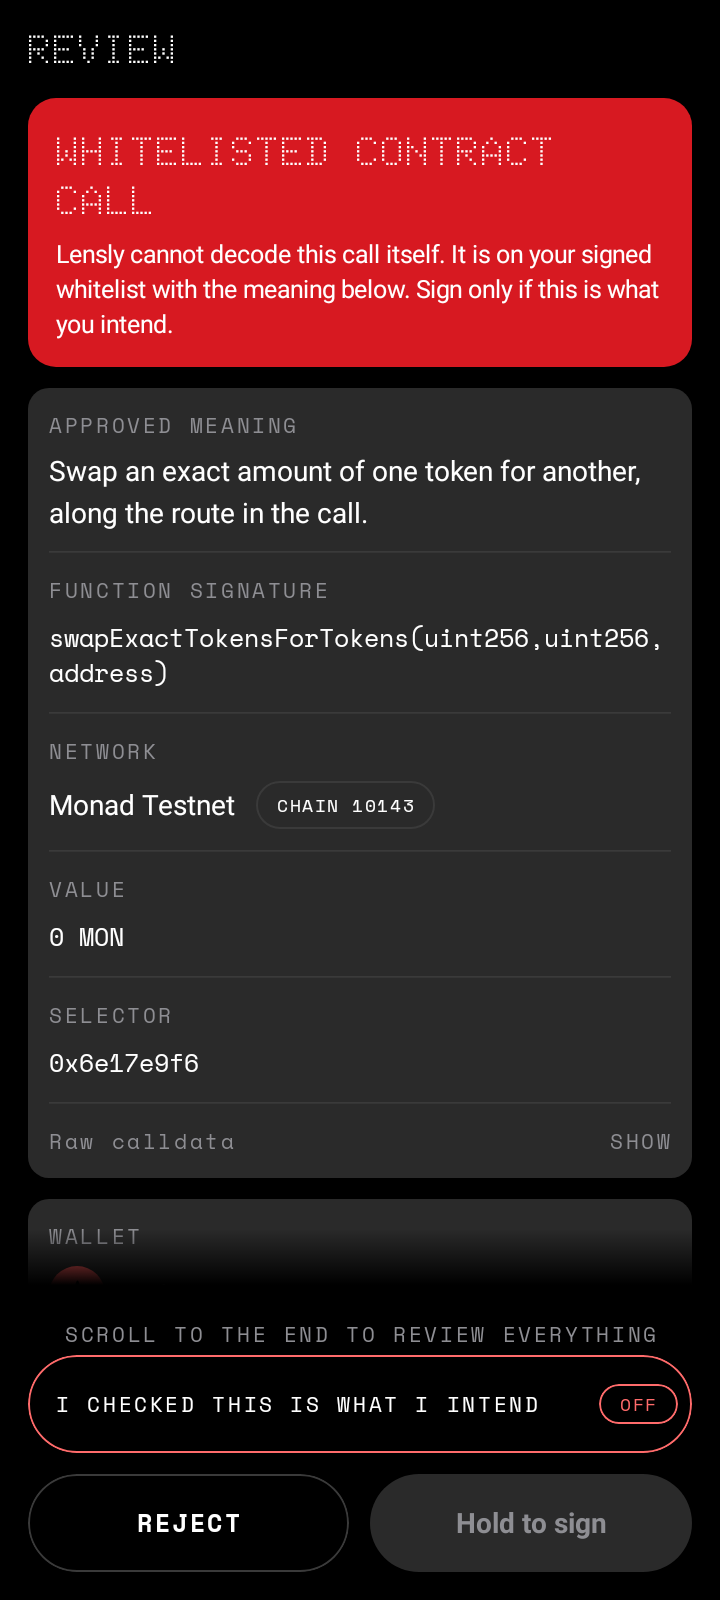 REVIEW
WHITELISTED CONTRACT
CALL
Lensly cannot decode this call itself. It is on your signed
whitelist with the meaning below. Sign only if this is what
you intend.
APPROVED MEANING
Swap an exact amount of one token for another,
along the route in the call.
FUNCTION SIGNATURE
swapExactTokensForTokens(uint256,uint256,
address)
NETWORK
Monad Testnet CHAIN 10143
VALUE
0 MON
SELECTOR
0x6e17e9f6
Raw calldata SHOW
WALLET
SCROLL TO THE END TO REVIEW EVERYTHING
I CHECKED THIS IS WHAT I INTEND OFF
REJECT Hold to sign